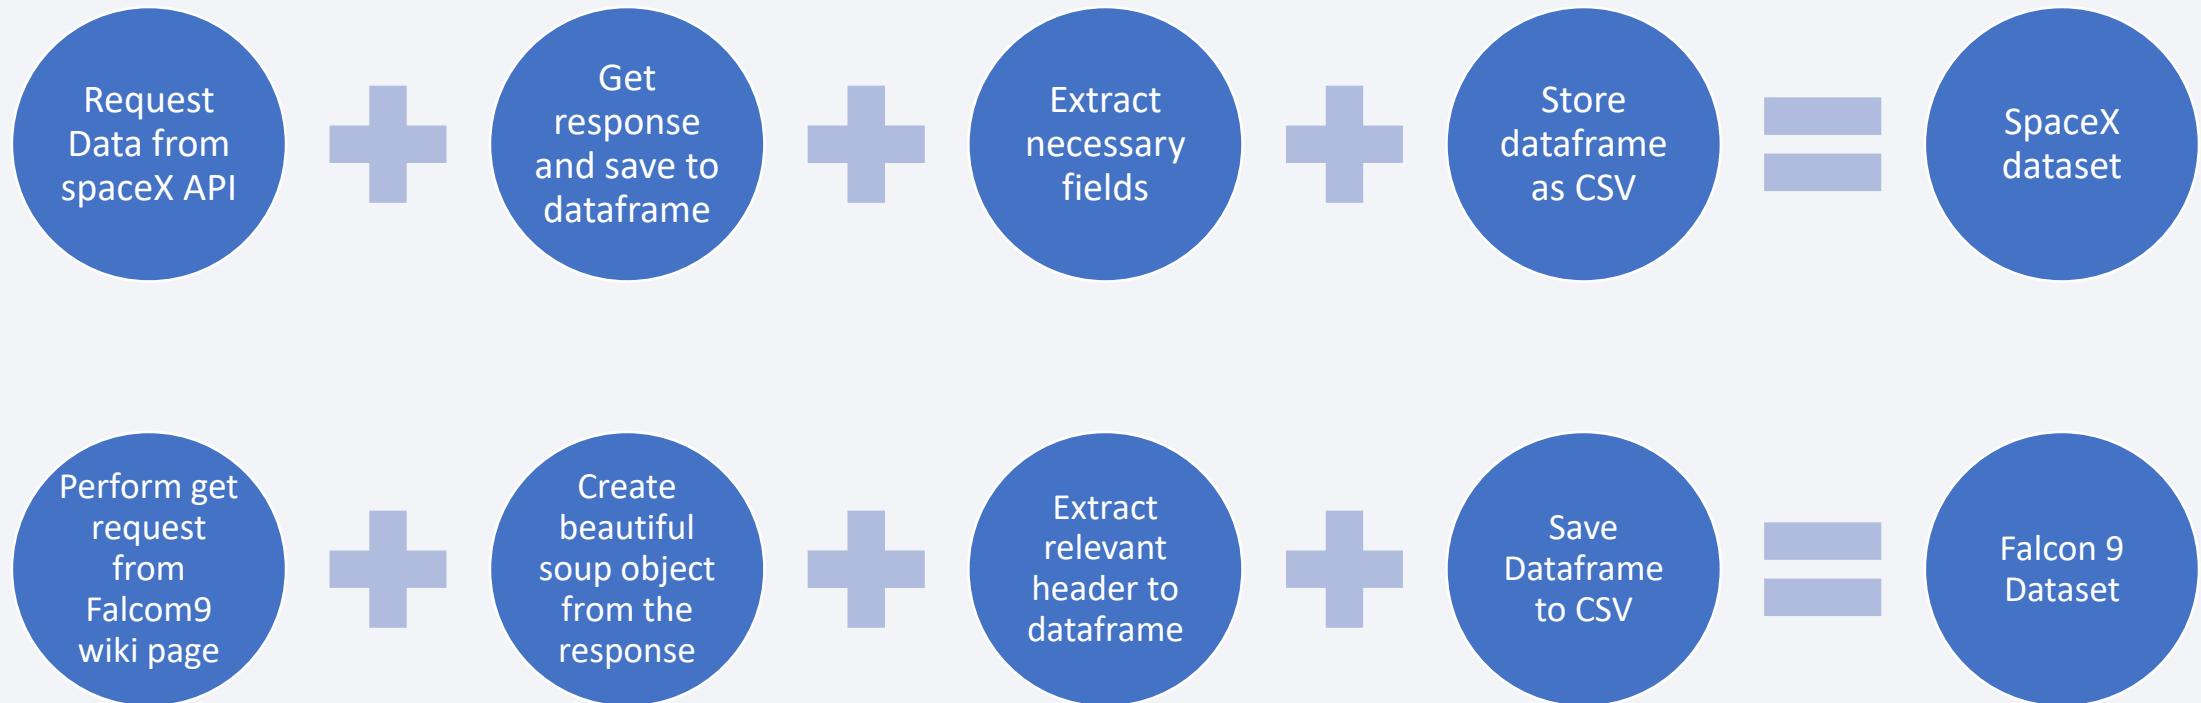 Request
Data from
spaceX API
Get
response
and save to
dataframe
Extract
necessary
fields
Store
dataframe
as CSV
SpaceX
dataset
Perform get
request
from
Falcom9
wiki page
Create
beautiful
soup object
from the
response
Extract
relevant
header to
dataframe
Save
Dataframe
to CSV
Falcon 9
Dataset